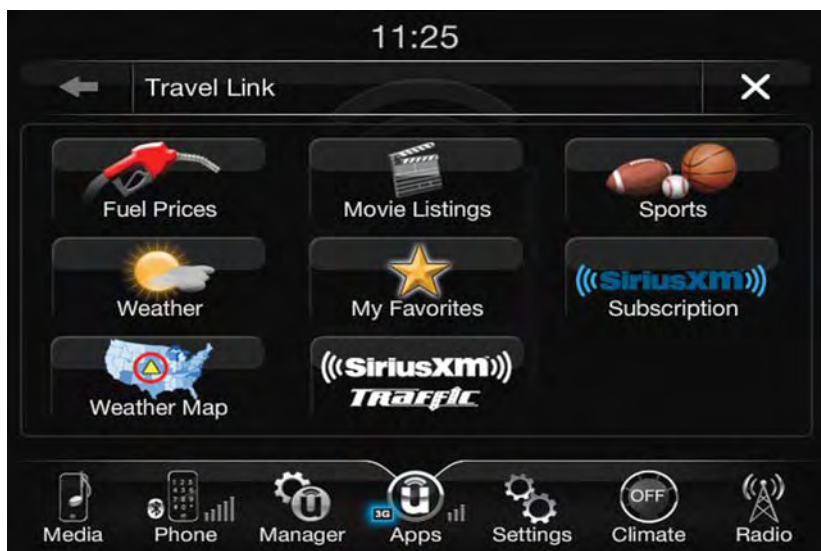 11:25
Travel Link
Fuel Prices
Movie Listings
Sports
Weather
My Favorites
((SiriusXM))
Subscription
Weather Map
((SiriusXM))
TRAFFIC
3G
OFF
Media
Phone
Manager
Apps
Settings
Climate
Radio